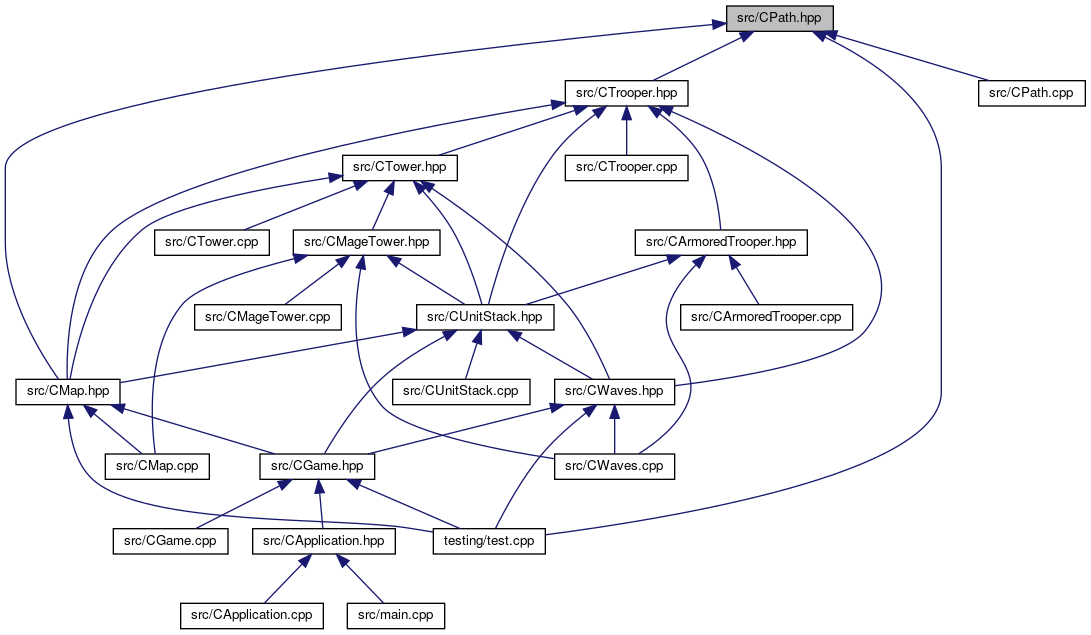 src/CPath.hpp
src/CTrooper.hpp
src/CPath.cpp
src/CTower.hpp
src/CTrooper.cpp
src/CTower.cpp
src/CMageTower.hpp
src/CArmoredTrooper.hpp
src/CMageTower.cpp
src/CUnitStack.hpp
src/CArmoredTrooper.cpp
src/CMap.hpp
src/CUnitStack.cpp
src/CWaves.hpp
src/CMap.cpp
src/CGame.hpp
src/CWaves.cpp
src/CGame.cpp
src/CApplication.hpp
testing/test.cpp
src/CApplication.cpp
src/main.cpp